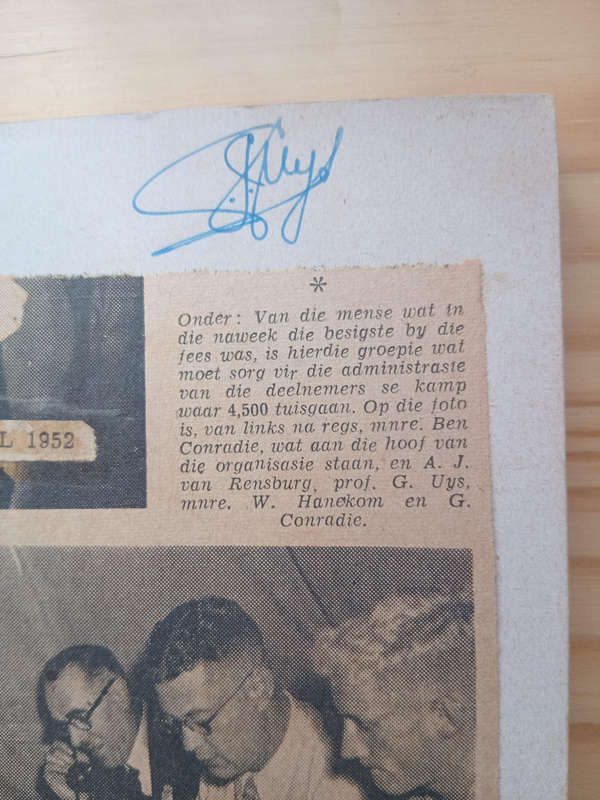 G. Uys
*
Onder: Van die mense wat in
die naweek die besigste by die
fees was, is hierdie groepie wat
moet sorg vir die administrasie
van die deelnemers se kamp
waar 4,500 tuisgaan. Op die foto
is, van links na regs, mnre. Ben
Conradie, wat aan die hoof van
die organisasie staan, en A. J.
van Rensburg, prof. G. Uys,
mnre. W. Hanekom en G.
Conradie.
L 1952